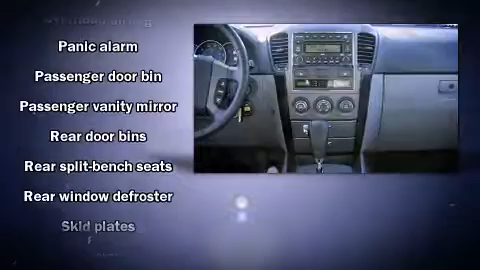 Panic alarm
Passenger door bin
Passenger vanity mirror
Rear door bins
Rear split-bench seats
Rear window defroster
Skid plates